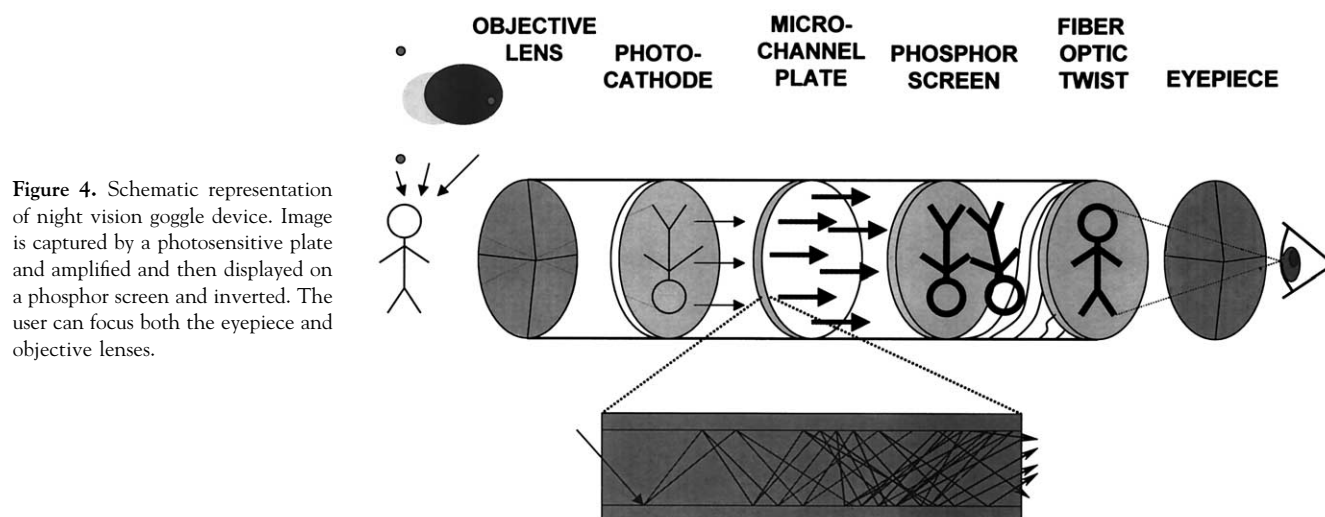 OBJECTIVE
LENS
PHOTO-
CATHODE
MICRO-
CHANNEL
PLATE
PHOSPHOR
SCREEN
FIBER
OPTIC
TWIST
EYEPIECE
Figure 4. Schematic representation
of night vision goggle device. Image
is captured by a photosensitive plate
and amplified and then displayed on
a phosphor screen and inverted. The
user can focus both the eyepiece and
objective lenses.